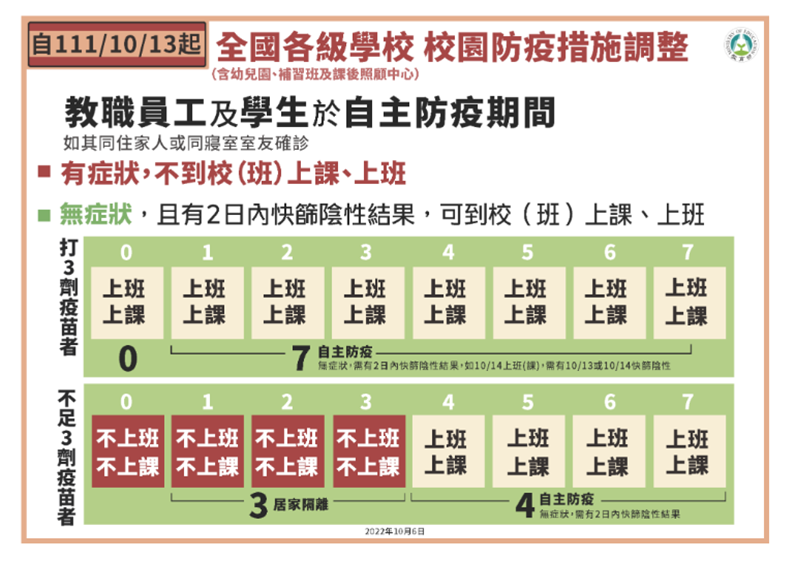 自111/10/13起
全國各級學校 校園防疫措施調整
(含幼兒園、補習班及課後照顧中心)
教職員工及學生於自主防疫期間
如其同住家人或同寢室室友確診
有症狀,不到校(班)上課、上班
無症狀，且有2日內快篩陰性結果，可到校（班）上課、上班
打3劑疫苗者
0 1 2 3 4 5 6 7
上班 上班 上班 上班 上班 上班 上班 上班
上課 上課 上課 上課 上課 上課 上課 上課
0 7 自主防疫
無症狀,需有2日內快篩陰性結果,如10/14上班(課),需有10/13或10/14快篩陰性
不足3劑疫苗者
0 1 2 3 4 5 6 7
不上班 不上班 不上班 不上班 上班 上班 上班 上班
不上課 不上課 不上課 不上課 上課 上課 上課 上課
3 居家隔離 4 自主防疫
無症狀,需有2日內快篩陰性結果
2022年10月6日